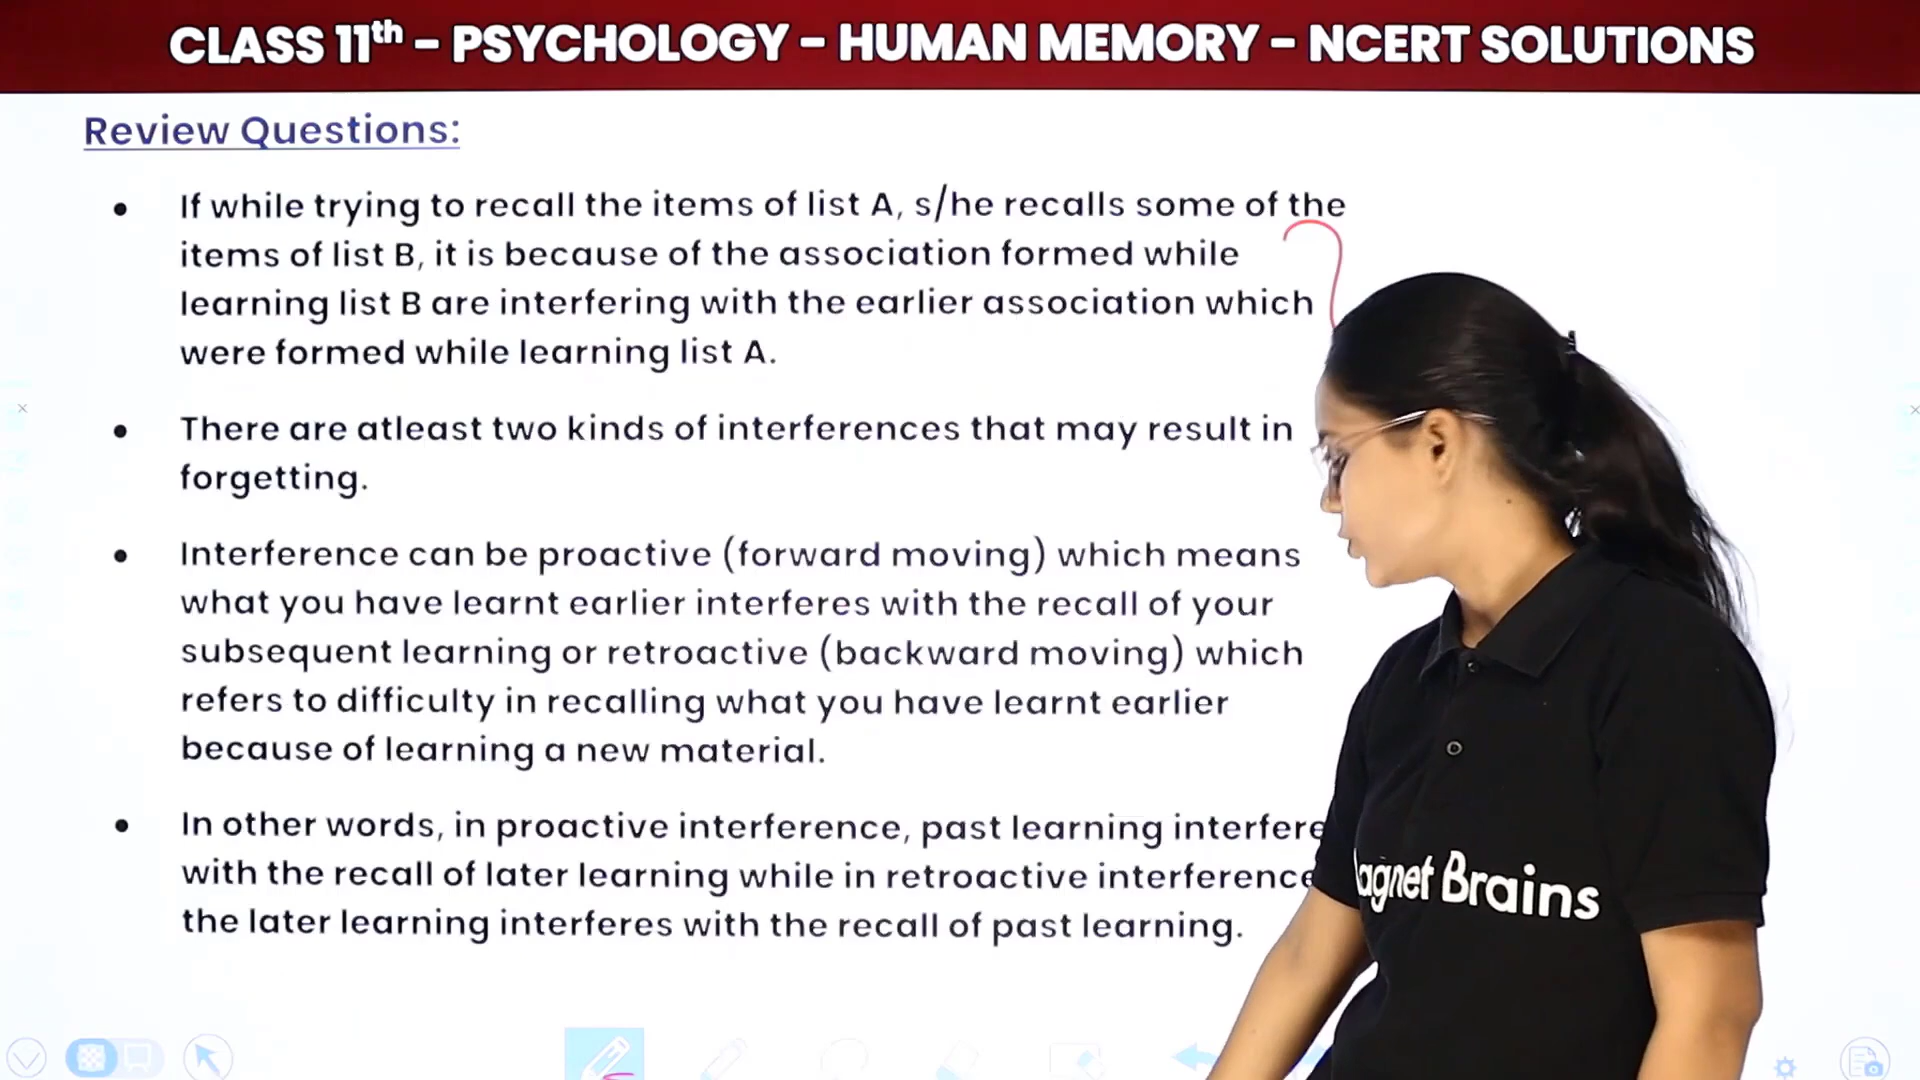 CLASS 11th – PSYCHOLOGY – HUMAN MEMORY – NCERT SOLUTIONS
Review Questions:
• If while trying to recall the items of list A, s/he recalls some of the
items of list B, it is because of the association formed while
learning list B are interfering with the earlier association which
were formed while learning list A.
• There are atleast two kinds of interferences that may result in
forgetting.
• Interference can be proactive (forward moving) which means
what you have learnt earlier interferes with the recall of your
subsequent learning or retroactive (backward moving) which
refers to difficulty in recalling what you have learnt earlier
because of learning a new material.
• In other words, in proactive interference, past learning interfere
with the recall of later learning while in retroactive interference
the later learning interferes with the recall of past learning.
agnet Brains